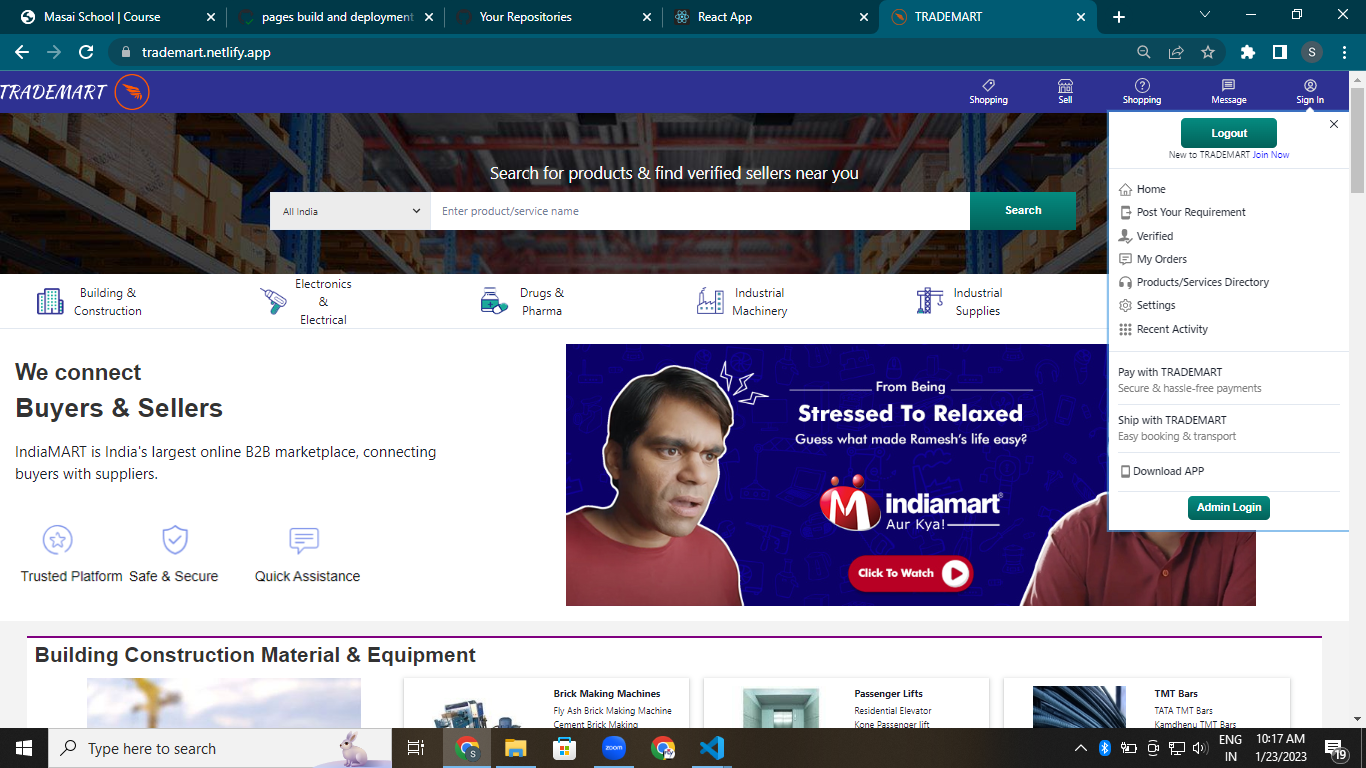 Masai School | Course
pages build and deployment
Your Repositories
React App
TRADEMART
trademart.netlify.app
S
TRADEMART
Shopping
Sell
Shopping
Message
Sign In
Logout
New to TRADEMART Join Now
Search for products & find verified sellers near you
All India
Enter product/service name
Search
Home
Post Your Requirement
Verified
My Orders
Products/Services Directory
Settings
Recent Activity
Pay with TRADEMART
Secure & hassle-free payments
Ship with TRADEMART
Easy booking & transport
Download APP
Admin Login
Building &
Construction
Electronics
&
Electrical
Drugs &
Pharma
Industrial
Machinery
Industrial
Supplies
We connect
Buyers & Sellers
IndiaMART is India's largest online B2B marketplace, connecting
buyers with suppliers.
Trusted Platform
Safe & Secure
Quick Assistance
From Being
Stressed To Relaxed
Guess what made Ramesh's life easy?
indiamart®
Aur Kya!
Click To Watch
Building Construction Material & Equipment
Brick Making Machines
Fly Ash Brick Making Machine
Cement Brick Making
Passenger Lifts
Residential Elevator
Kone Passenger lift
TMT Bars
TATA TMT Bars
Kamdhenu TMT Bars
Type here to search
S
zoom
ENG
IN
10:17 AM
1/23/2023
19